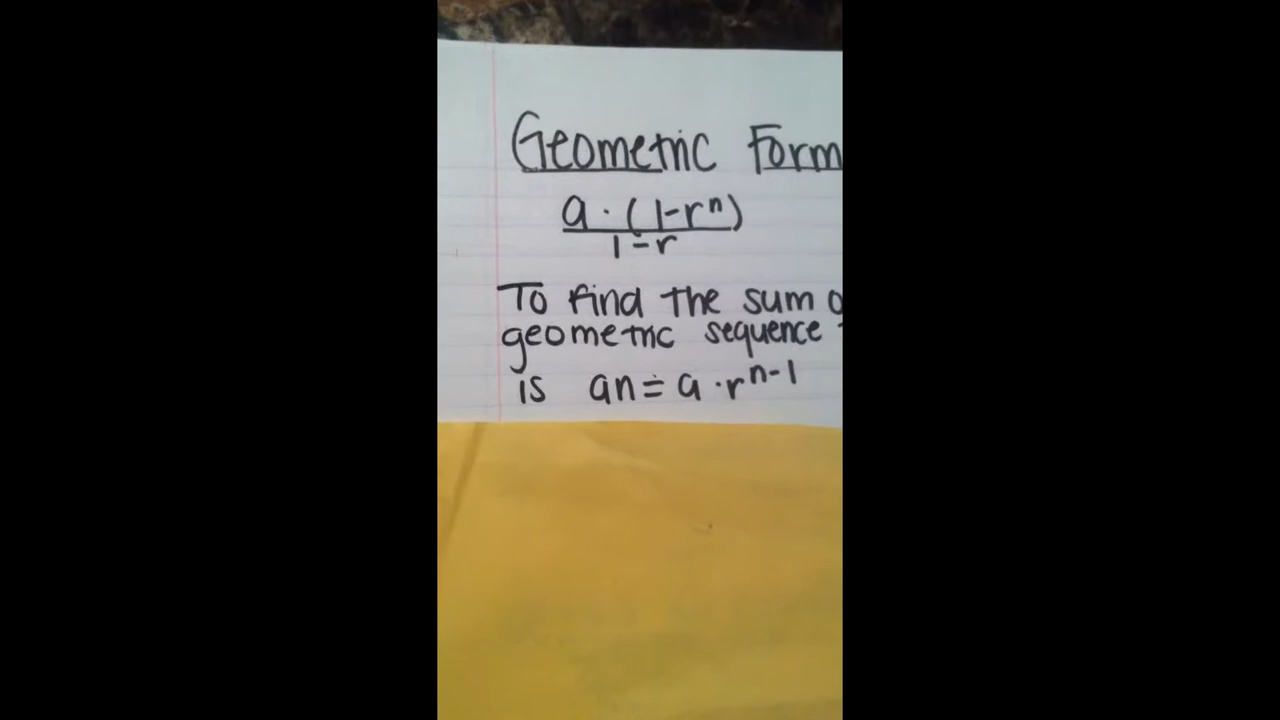 Geometric Form
a · (1-rⁿ)
1-r
To find the sum o
geometric sequence
is an = a · rⁿ⁻¹